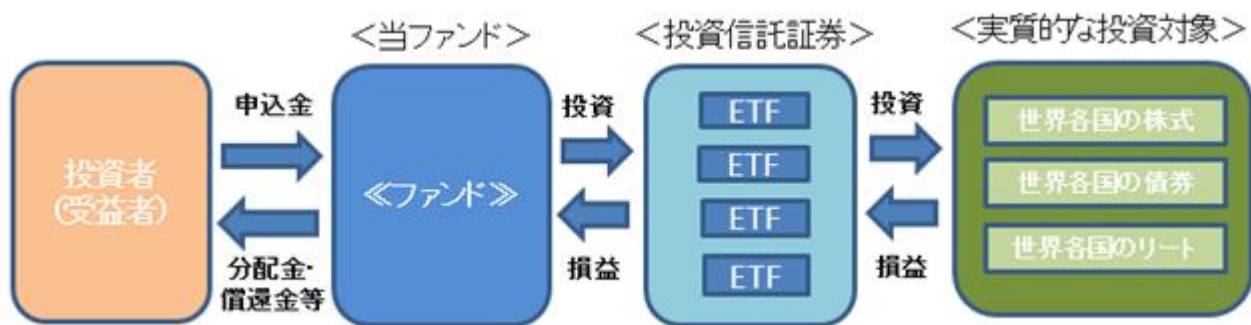 ＜当ファンド＞
＜投資信託証券＞
＜実質的な投資対象＞
投資者
(受益者)
申込金
分配金・
償還金等
≪ファンド≫
投資
損益
ETF
ETF
ETF
ETF
投資
損益
世界各国の株式
世界各国の債券
世界各国のリート